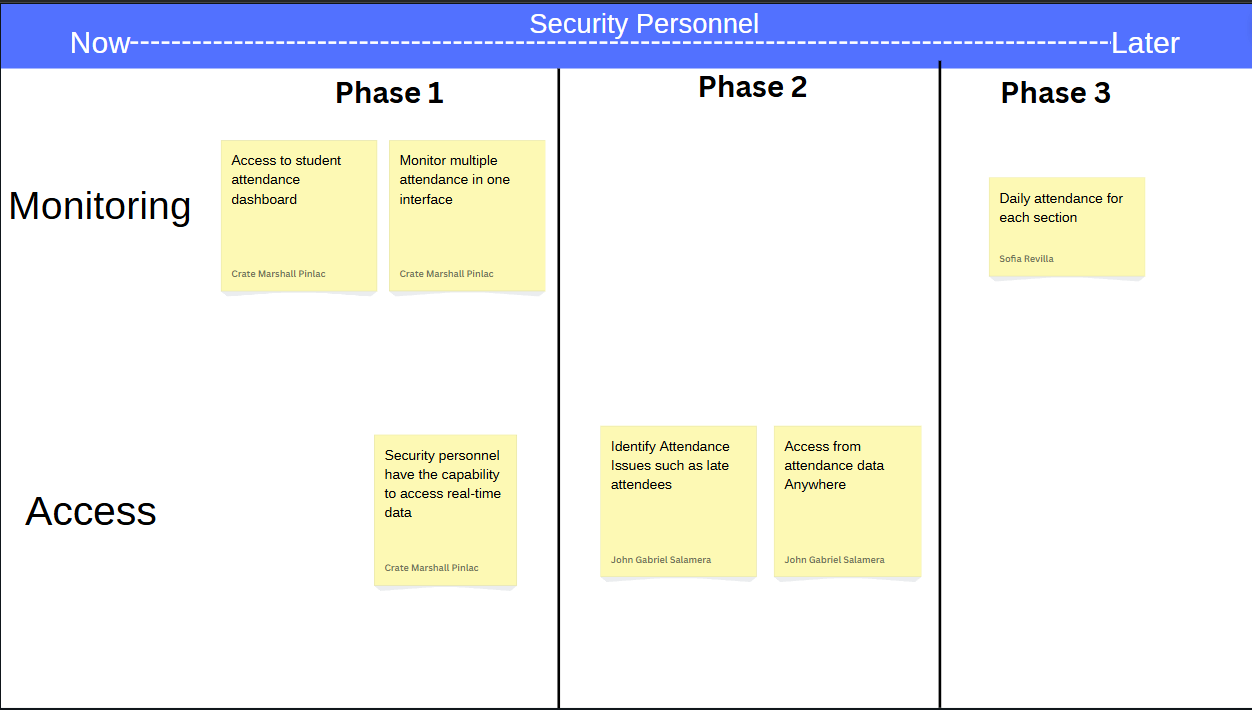 Security Personnel
Now
Later
Phase 1
Phase 2
Phase 3
Monitoring
Access to student
attendance
dashboard
Crate Marshall Pinlac
Monitor multiple
attendance in one
interface
Crate Marshall Pinlac
Daily attendance for
each section
Sofia Revilla
Access
Security personnel
have the capability
to access real-time
data
Crate Marshall Pinlac
Identify Attendance
Issues such as late
attendees
John Gabriel Salamera
Access from
attendance data
Anywhere
John Gabriel Salamera